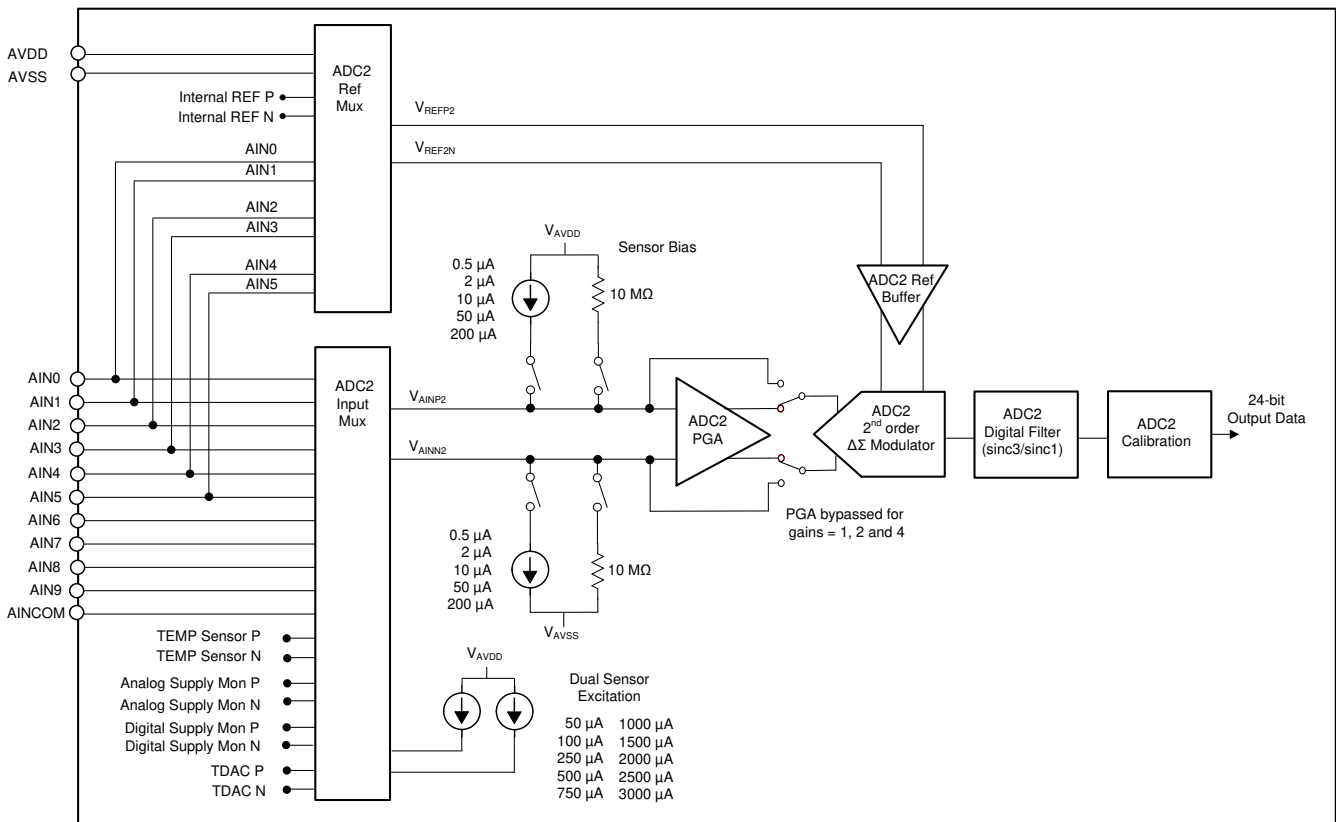 AVDD
AVSS
Internal REF P
Internal REF N
AIN0
AIN1
AIN2
AIN3
AIN4
AIN5
ADC2
Ref
Mux
VREFP2
VREF2N
AIN0
AIN1
AIN2
AIN3
AIN4
AIN5
AIN6
AIN7
AIN8
AIN9
AINCOM
TEMP Sensor P
TEMP Sensor N
Analog Supply Mon P
Analog Supply Mon N
Digital Supply Mon P
Digital Supply Mon N
TDAC P
TDAC N
ADC2
Input
Mux
VAINP2
VAINN2
VAVDD
Sensor Bias
0.5 µA
2 µA
10 µA
50 µA
200 µA
10 MΩ
0.5 µA
2 µA
10 µA
50 µA
200 µA
10 MΩ
VAVSS
VAVDD
Dual Sensor
Excitation
50 µA 1000 µA
100 µA 1500 µA
250 µA 2000 µA
500 µA 2500 µA
750 µA 3000 µA
ADC2
PGA
PGA bypassed for
gains = 1, 2 and 4
ADC2 Ref
Buffer
ADC2
2nd order
ΔΣ Modulator
ADC2
Digital Filter
(sinc3/sinc1)
ADC2
Calibration
24-bit
Output Data